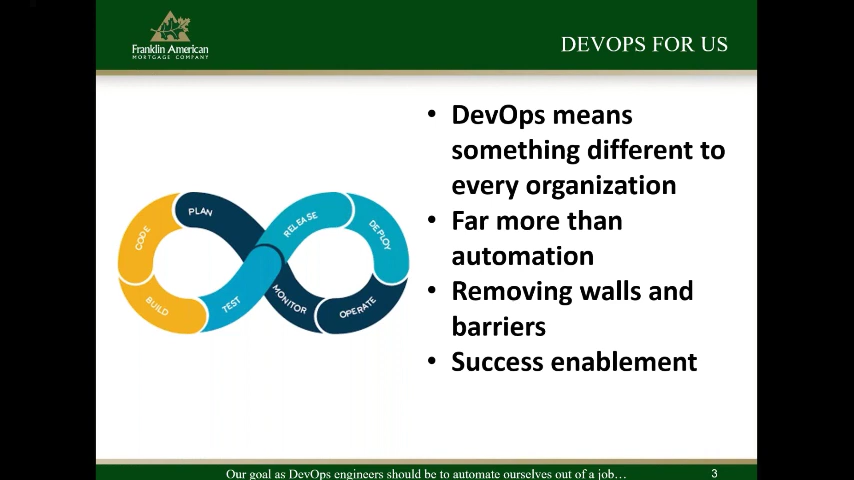 Franklin American
MORTGAGE COMPANY
DEVOPS FOR US
• DevOps means
something different to
every organization
• Far more than
automation
• Removing walls and
barriers
• Success enablement
PLAN
CODE
BUILD
TEST
RELEASE
DEPLOY
OPERATE
MONITOR
Our goal as DevOps engineers should be to automate ourselves out of a job…
3